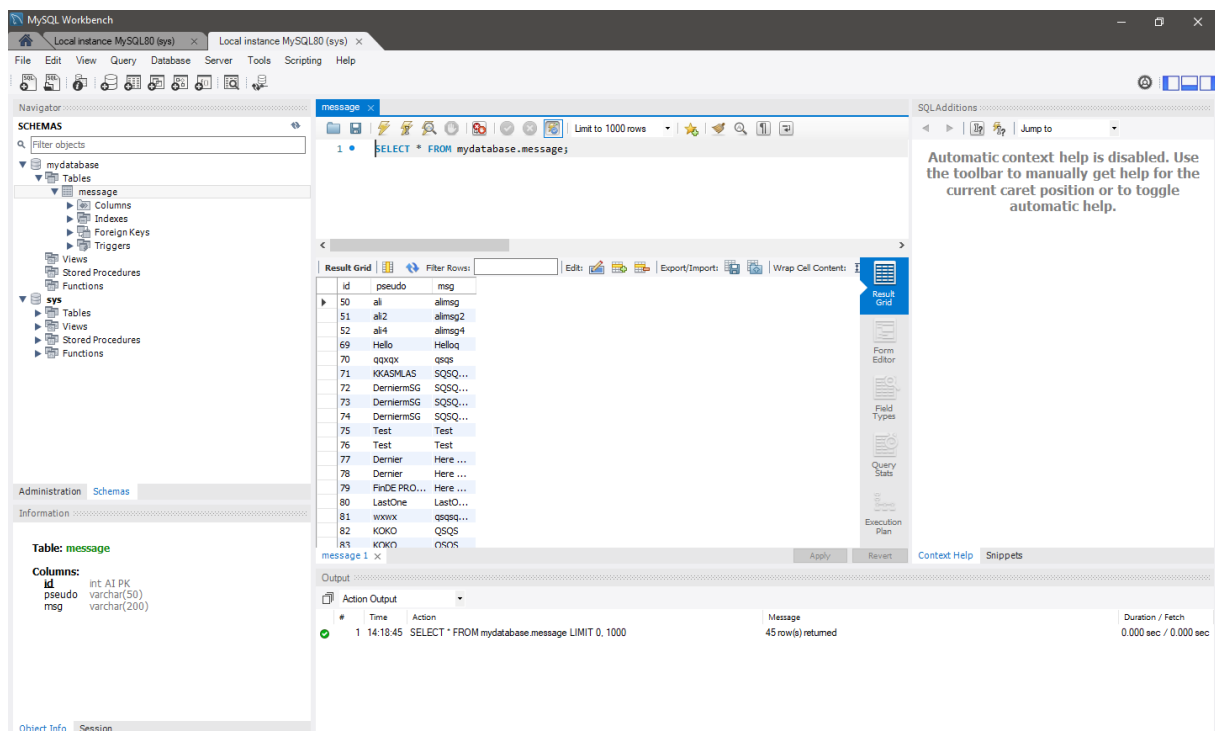 MySQL Workbench
Local instance MySQL80 (sys) ×
Local instance MySQL80 (sys) ×
File Edit View Query Database Server Tools Scripting Help
Navigator
SCHEMAS
Filter objects
mydatabase
Tables
message
Columns
Indexes
Foreign Keys
Triggers
Views
Stored Procedures
Functions
sys
Tables
Views
Stored Procedures
Functions
Administration Schemas
Information
Table: message
Columns:
id int AI PK
pseudo varchar(50)
msg varchar(200)
Object Info Session
message ×
Limit to 1000 rows
1 SELECT * FROM mydatabase.message;
Result Grid Filter Rows: Edit: Export/Import: Wrap Cell Content:
id pseudo msg
50 ali alimsg
51 ali2 alimsg2
52 ali4 alimsg4
69 Hello Helloq
70 qqxqx qsqs
71 KKASMLAS SQSQ...
72 DerniermSG SQSQ...
73 DerniermSG SQSQ...
74 DerniermSG SQSQ...
75 Test Test
76 Test Test
77 Dernier Here ...
78 Dernier Here ...
79 FinDE PRO... Here ...
80 LastOne LastO...
81 wxwx qsqsq...
82 KOKO QSQS
83 KOKO QSQS
Result Grid
Form Editor
Field Types
Query Stats
Execution Plan
message 1 × Apply Revert
SQLAdditions
Jump to
Automatic context help is disabled. Use
the toolbar to manually get help for the
current caret position or to toggle
automatic help.
Context Help Snippets
Output
Action Output
# Time Action Message Duration / Fetch
1 14:18:45 SELECT * FROM mydatabase.message LIMIT 0, 1000 45 row(s) returned 0.000 sec / 0.000 sec